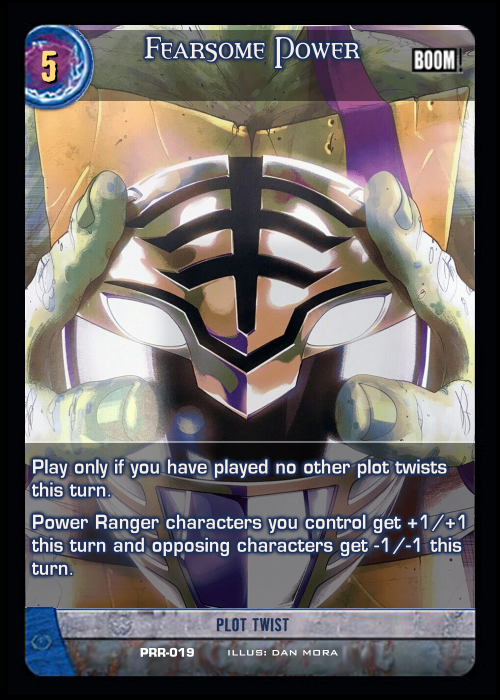 5
Fearsome Power
BOOM!
Play only if you have played no other plot twists
this turn.
Power Ranger characters you control get +1/+1
this turn and opposing characters get -1/-1 this
turn.
PLOT TWIST
PRR-019 ILLUS: DAN MORA